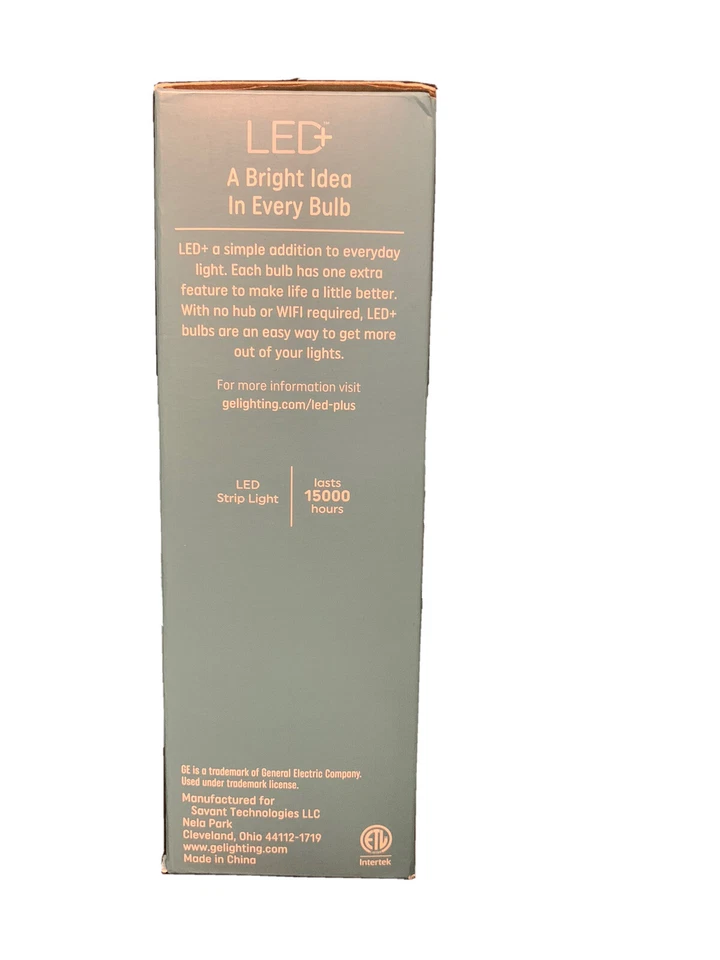 LED+™
A Bright Idea
In Every Bulb
LED+ a simple addition to everyday
light. Each bulb has one extra
feature to make life a little better.
With no hub or WIFI required, LED+
bulbs are an easy way to get more
out of your lights.
For more information visit
gelighting.com/led-plus
LED
Strip Light
lasts
15000
hours
GE is a trademark of General Electric Company.
Used under trademark license.
Manufactured for
Savant Technologies LLC
Nela Park
Cleveland, Ohio 44112-1719
www.gelighting.com
Made in China
ETL
Intertek